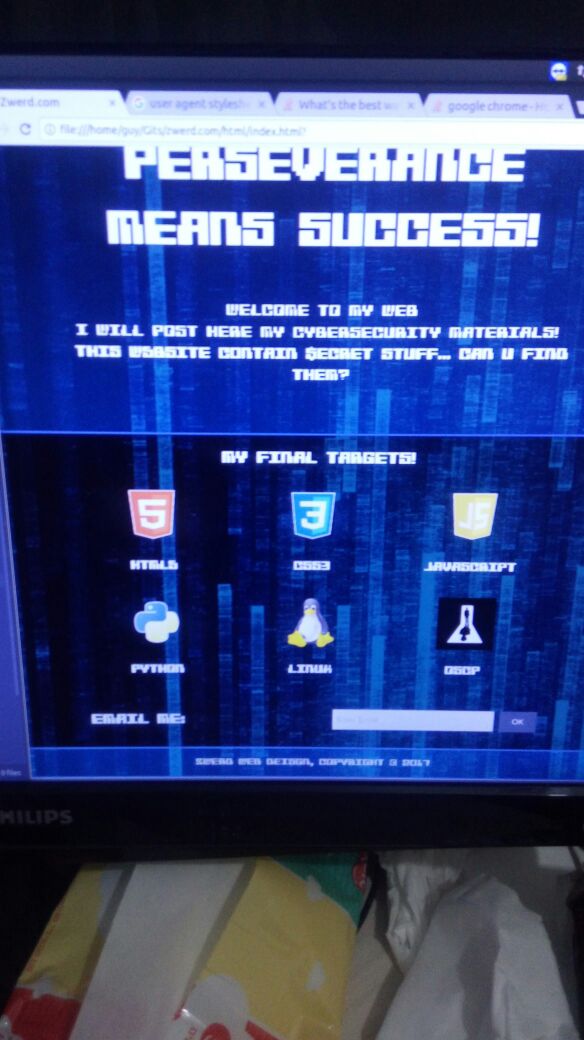 Zwerd.com
user agent stylesh
What's the best w
google chrome - H
file:///home/guy/Gits/zwerd.com/html/index.html?
PERSEVERANCE
MEANS SUCCESS!
WELCOME TO MY WEB
I WILL POST HERE MY CYBERSECURITY MATERIALS!
THIS WEBSITE CONTAIN $ECRET STUFF... CAN U FIND
THEM?
MY FINAL TARGETS!
5
3
JS
HTML5
CSS3
JAVASCRIPT
PYTHON
LINUX
OSCP
EMAIL ME:
OK
ZWERD WEB DEISGN, COPYRIGHT © 2017
files
PHILIPS